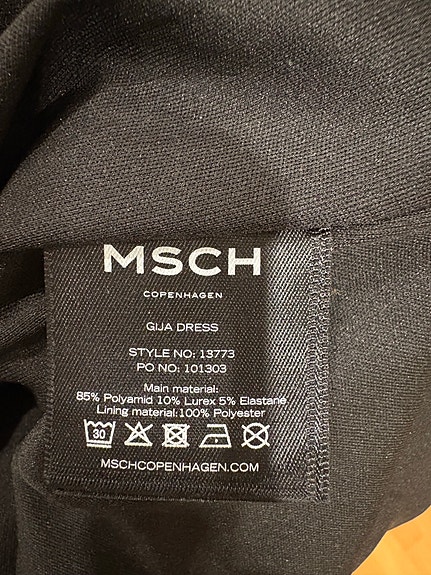 MSCH
COPENHAGEN
GIJA DRESS
STYLE NO: 13773
PO NO: 101303
Main material:
85% Polyamid 10% Lurex 5% Elastane
Lining material:100% Polyester
30
MSCHCOPENHAGEN.COM